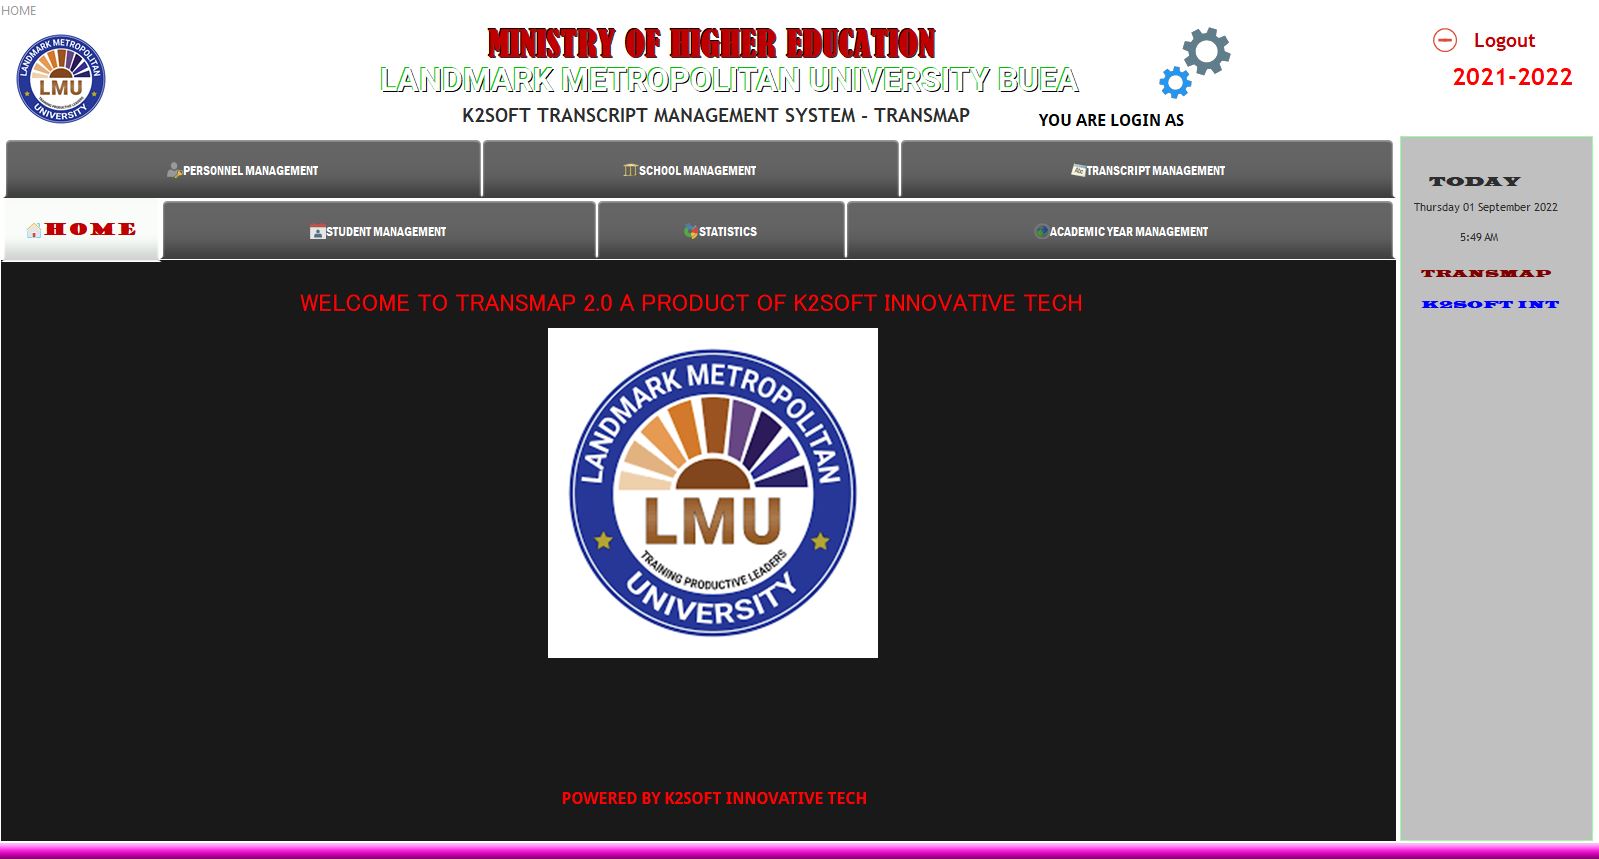 HOME
MINISTRY OF HIGHER EDUCATION
LANDMARK METROPOLITAN UNIVERSITY BUEA
K2SOFT TRANSCRIPT MANAGEMENT SYSTEM - TRANSMAP
YOU ARE LOGIN AS
Logout
2021-2022
LANDMARK METROPOLITAN
LMU
TRAINING PRODUCTIVE LEADERS
UNIVERSITY
PERSONNEL MANAGEMENT
SCHOOL MANAGEMENT
TRANSCRIPT MANAGEMENT
HOME
STUDENT MANAGEMENT
STATISTICS
ACADEMIC YEAR MANAGEMENT
TODAY
Thursday 01 September 2022
5:49 AM
TRANSMAP
K2SOFT INT
WELCOME TO TRANSMAP 2.0 A PRODUCT OF K2SOFT INNOVATIVE TECH
LANDMARK METROPOLITAN
LMU
TRAINING PRODUCTIVE LEADERS
UNIVERSITY
POWERED BY K2SOFT INNOVATIVE TECH